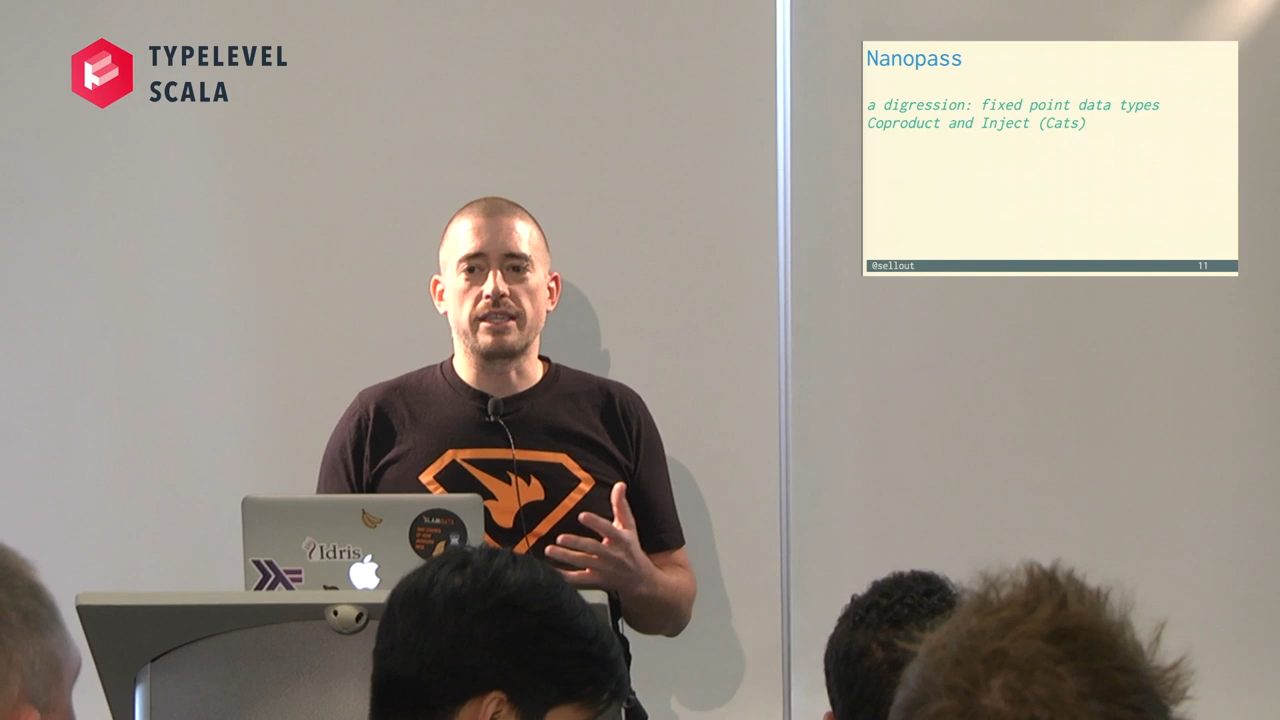 TYPELEVEL
SCALA
Nanopass
a digression: fixed point data types
Coproduct and Inject (Cats)
@sellout
11
Idris